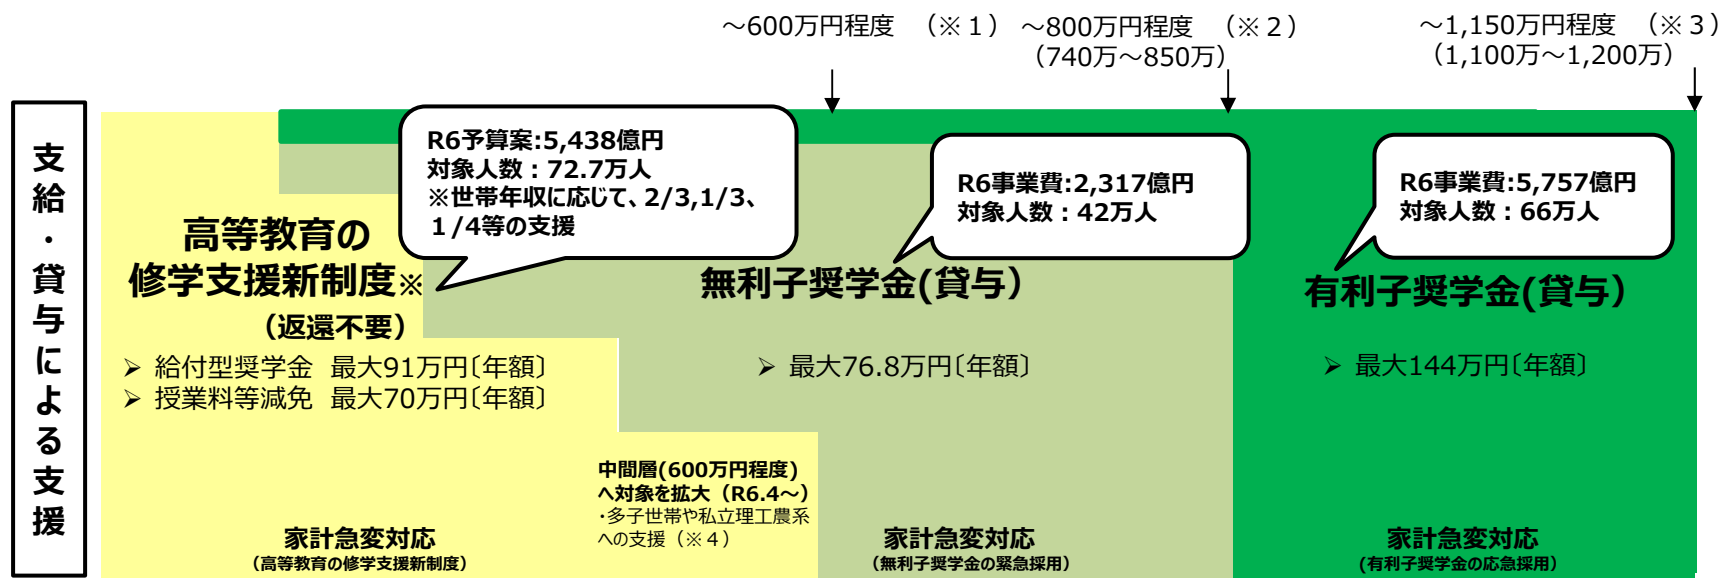 ～600万円程度　（※１）
～800万円程度　（※２）
（740万～850万）
～1,150万円程度　（※３）
（1,100万～1,200万）
支給・貸与による支援
R6予算案:5,438億円
対象人数：72.7万人
※世帯年収に応じて、2/3,1/3、
１/4等の支援
R6事業費:2,317億円
対象人数：42万人
R6事業費:5,757億円
対象人数：66万人
高等教育の
修学支援新制度※
（返還不要）
➢ 給付型奨学金　最大91万円〔年額〕
➢ 授業料等減免　最大70万円〔年額〕
無利子奨学金(貸与）
➢ 最大76.8万円〔年額〕
有利子奨学金(貸与）
➢ 最大144万円〔年額〕
中間層(600万円程度)
へ対象を拡大（R6.4～）
・多子世帯や私立理工農系
への支援（※４）
家計急変対応
（高等教育の修学支援新制度）
家計急変対応
（無利子奨学金の緊急採用）
家計急変対応
(有利子奨学金の応急採用）